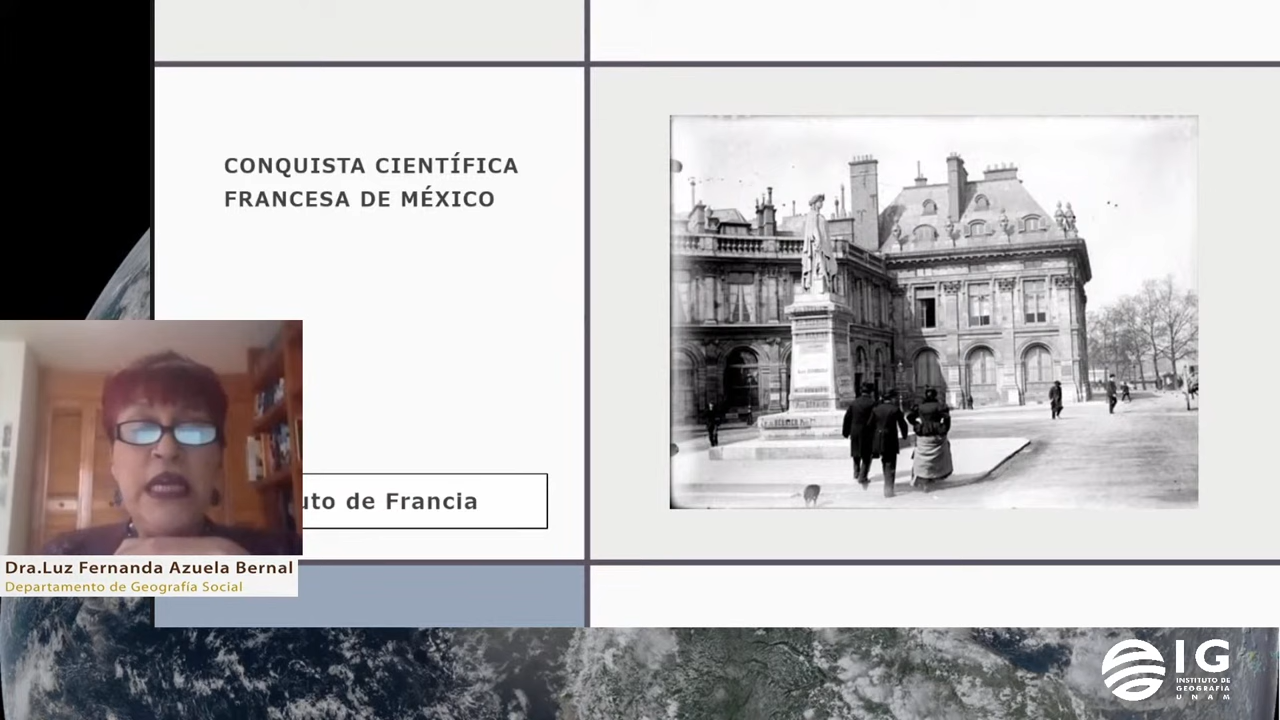 CONQUISTA CIENTÍFICA
FRANCESA DE MÉXICO
uto de Francia
Dra.Luz Fernanda Azuela Bernal
Departamento de Geografía Social
IG
INSTITUTO DE
GEOGRAFÍA
UNAM